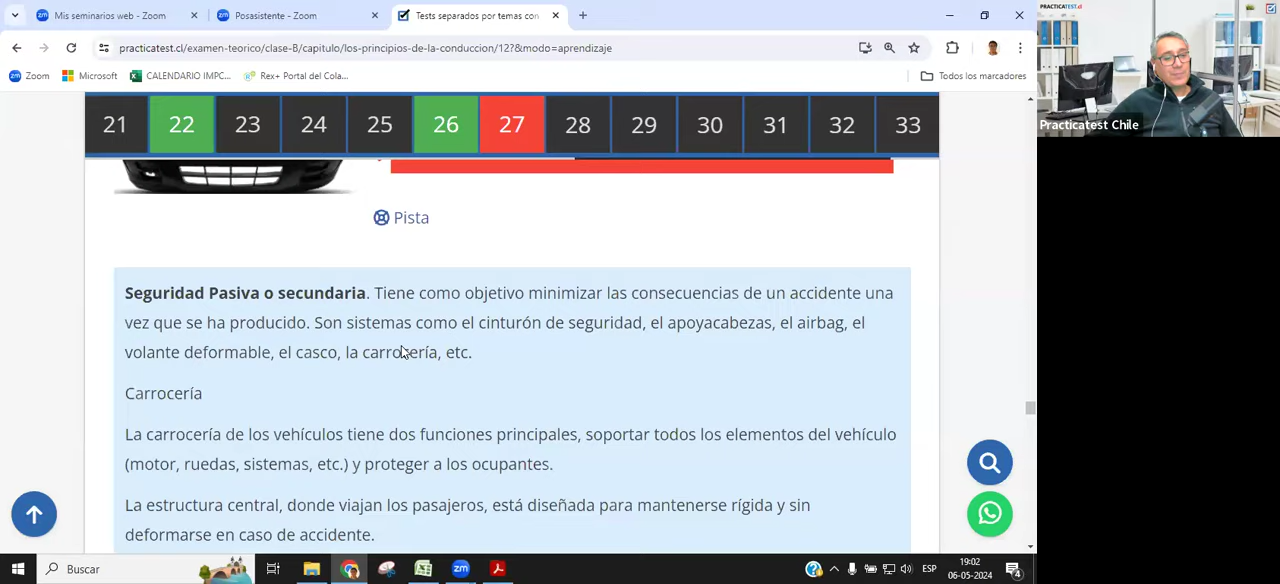 Mis seminarios web - Zoom
Posasistente - Zoom
Tests separados por temas con
practicatest.cl/examen-teorico/clase-B/capitulo/los-principios-de-la-conduccion/12?&modo=aprendizaje
Zoom
Microsoft
CALENDARIO IMPC...
Rex+ Portal del Cola...
Todos los marcadores
PRACTICATEST.cl
Practicatest Chile
21 22 23 24 25 26 27 28 29 30 31 32 33
Pista
Seguridad Pasiva o secundaria. Tiene como objetivo minimizar las consecuencias de un accidente una
vez que se ha producido. Son sistemas como el cinturón de seguridad, el apoyacabezas, el airbag, el
volante deformable, el casco, la carrocería, etc.
Carrocería
La carrocería de los vehículos tiene dos funciones principales, soportar todos los elementos del vehículo
(motor, ruedas, sistemas, etc.) y proteger a los ocupantes.
La estructura central, donde viajan los pasajeros, está diseñada para mantenerse rígida y sin
deformarse en caso de accidente.
Buscar
ESP
19:02
06-05-2024
4